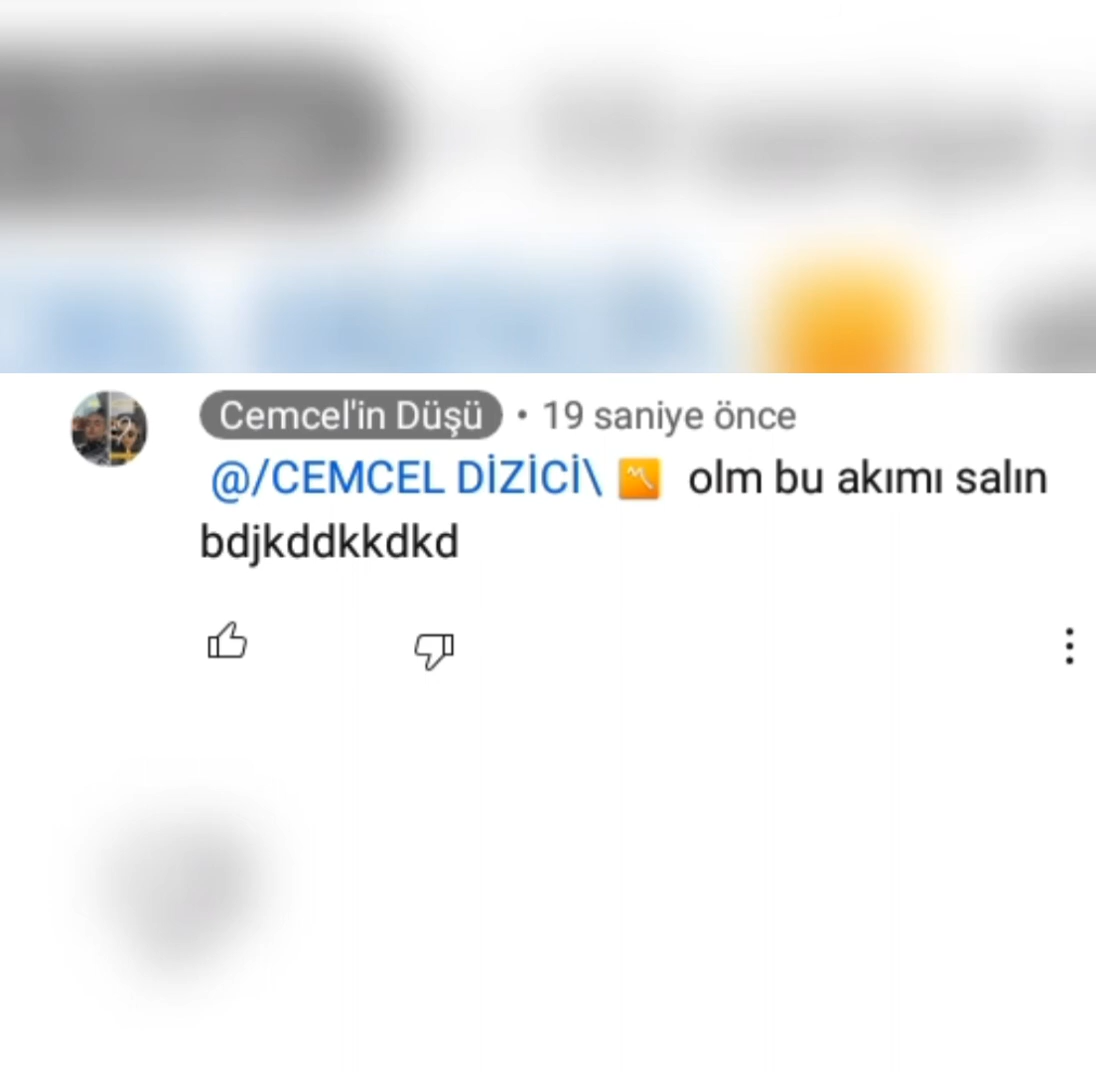 Cemcel'in Düşü • 19 saniye önce
@/CEMCEL DİZİCİ\ 〽️ olm bu akımı salın
bdjkddkkdkd